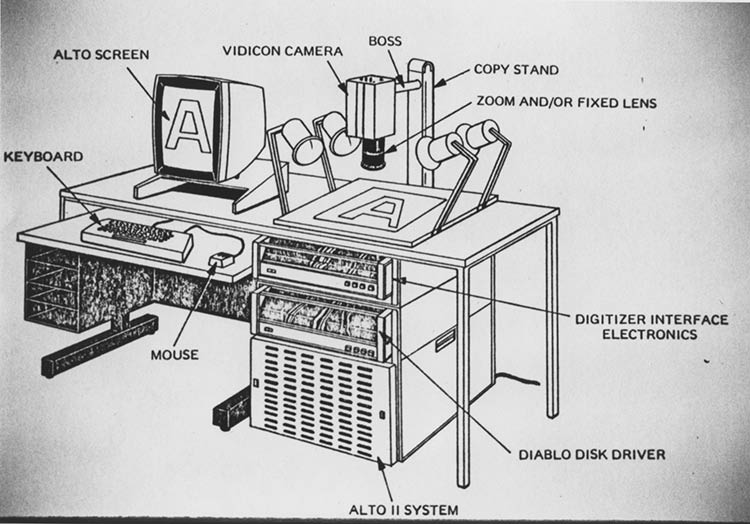 BOSS
VIDICON CAMERA
ALTO SCREEN
COPY STAND
ZOOM AND/OR FIXED LENS
A
KEYBOARD
A
MOUSE
DIGITIZER INTERFACE
ELECTRONICS
DIABLO DISK DRIVER
ALTO II SYSTEM